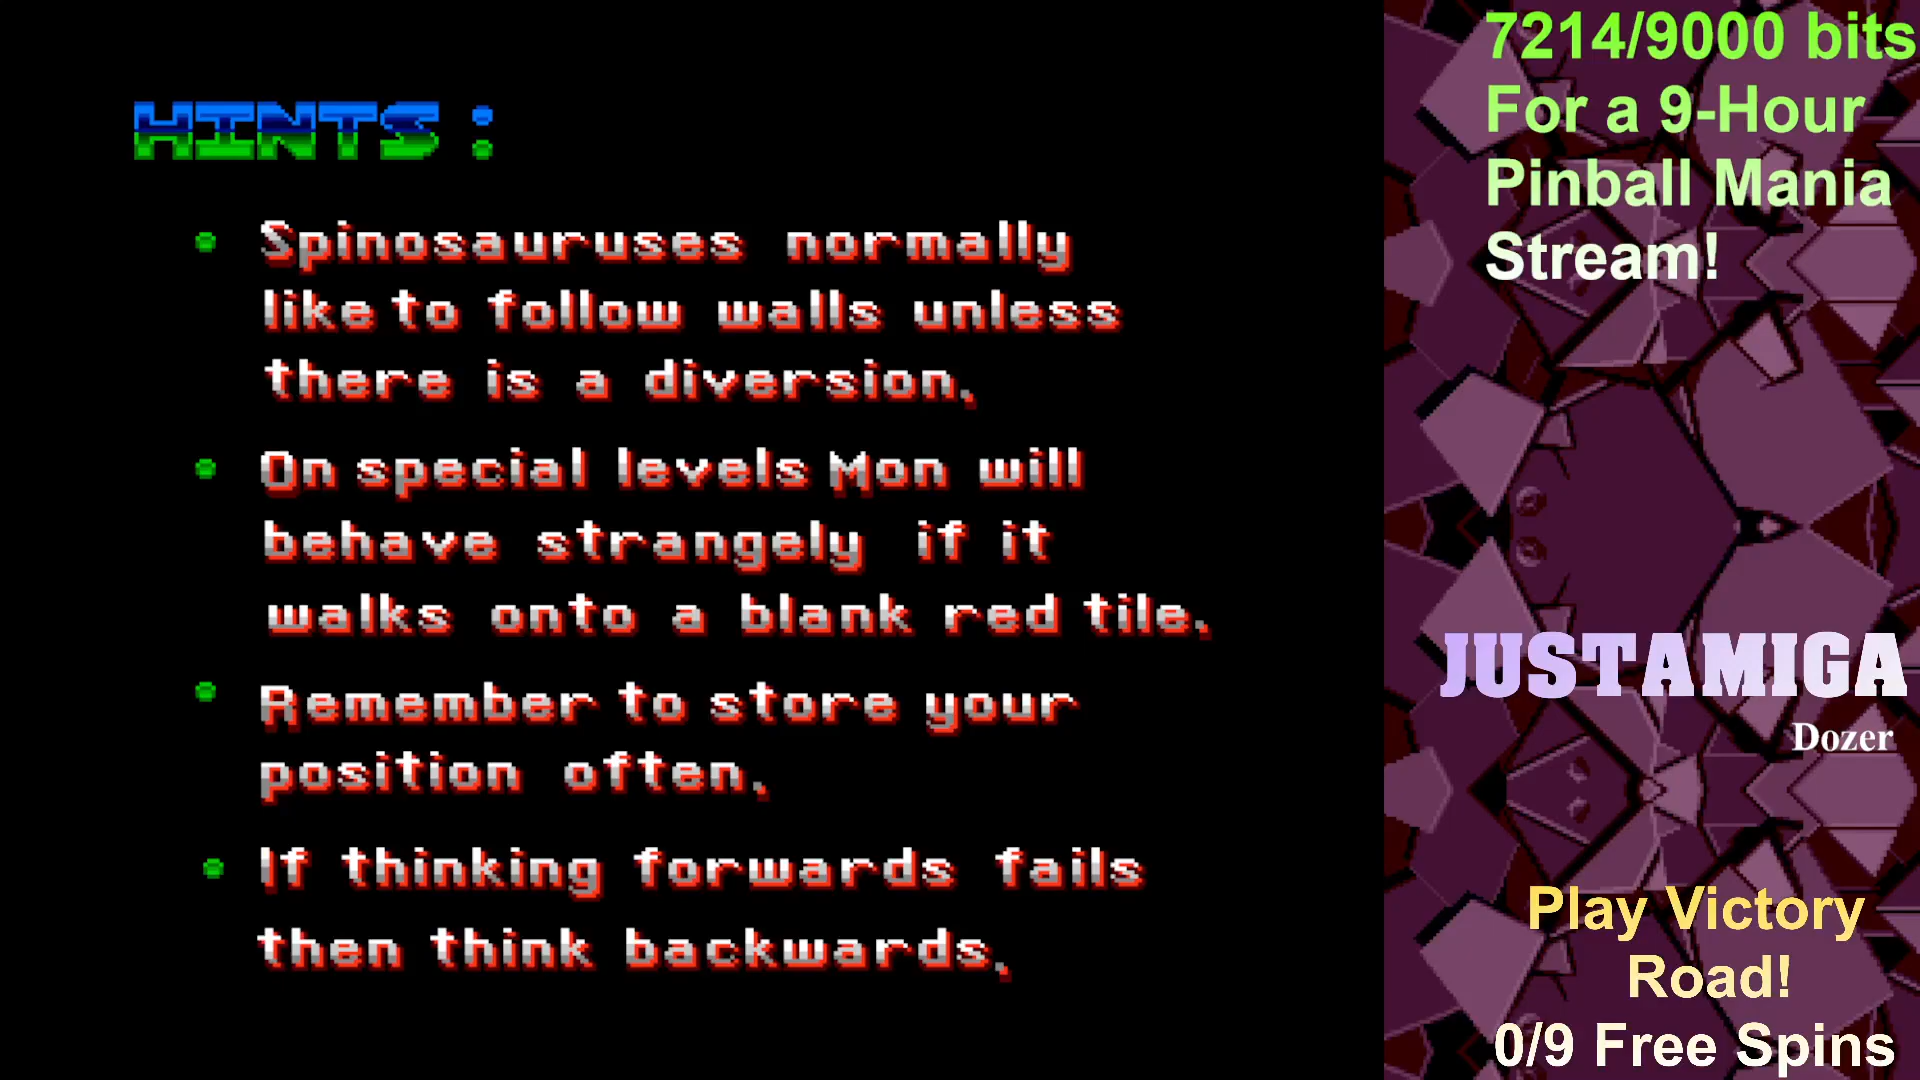 HINTS :
• Spinosauruses normally
like to follow walls unless
there is a diversion.
• On special levels Mon will
behave strangely if it
walks onto a blank red tile.
• Remember to store your
position often.
• If thinking forwards fails
then think backwards.
7214/9000 bits
For a 9-Hour
Pinball Mania
Stream!
JUSTAMIGA
Dozer
Play Victory
Road!
0/9 Free Spins